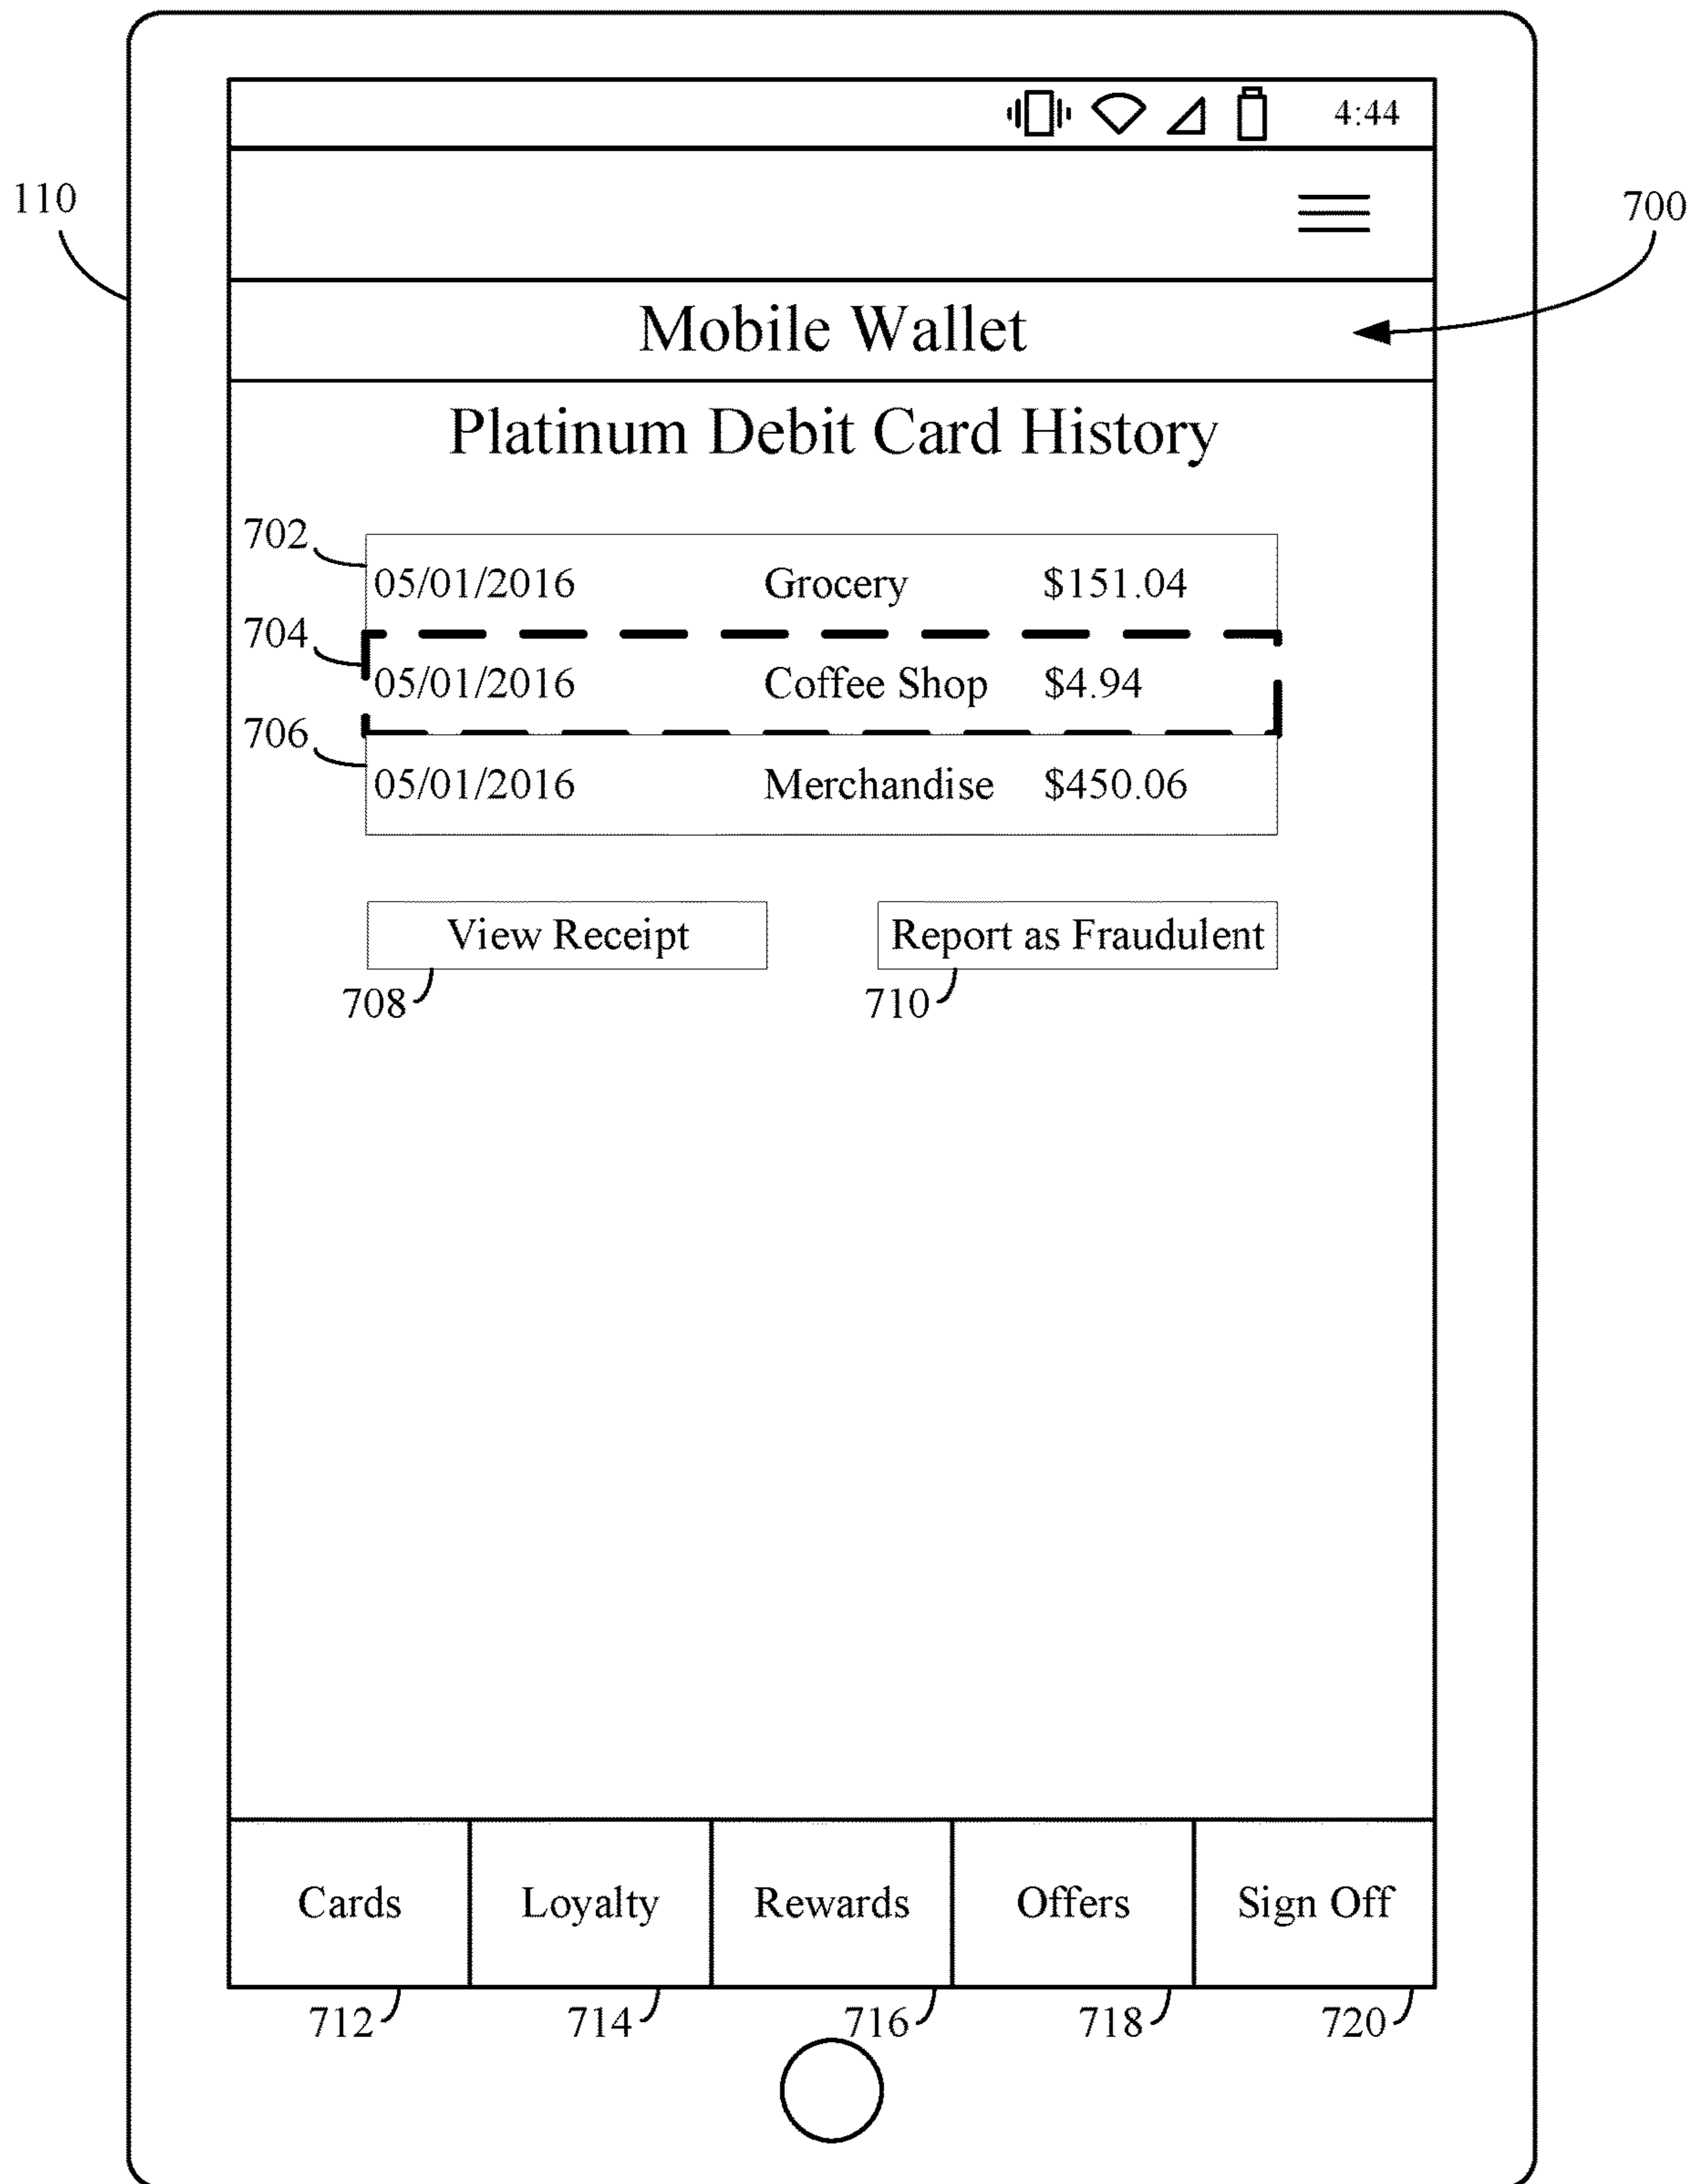 4:44
110
700
Mobile Wallet
Platinum Debit Card History
702
05/01/2016 Grocery $151.04
704
05/01/2016 Coffee Shop $4.94
706
05/01/2016 Merchandise $450.06
View Receipt Report as Fraudulent
708 710
Cards Loyalty Rewards Offers Sign Off
712 714 716 718 720